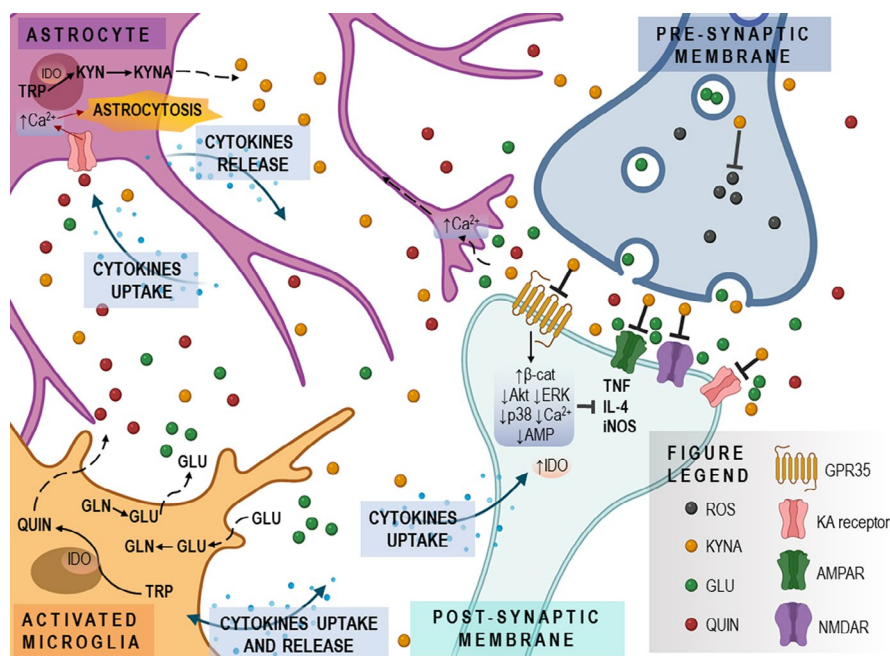 ASTROCYTE
IDO
KYN
KYNA
TRP
↑Ca²⁺
ASTROCYTOSIS
CYTOKINES
RELEASE
CYTOKINES
UPTAKE
PRE-SYNAPTIC
MEMBRANE
↑Ca²⁺
GPR35
↑β-cat
↓Akt ↓ERK
↓p38 ↓Ca²⁺
↓AMP
TNF
IL-4
iNOS
↑IDO
CYTOKINES
UPTAKE
GLU
GLN
GLU
GLU
QUIN
GLN
GLU
IDO
TRP
ACTIVATED
MICROGLIA
CYTOKINES UPTAKE
AND RELEASE
POST-SYNAPTIC
MEMBRANE
FIGURE
LEGEND
ROS
KYNA
GLU
QUIN
GPR35
KA receptor
AMPAR
NMDAR